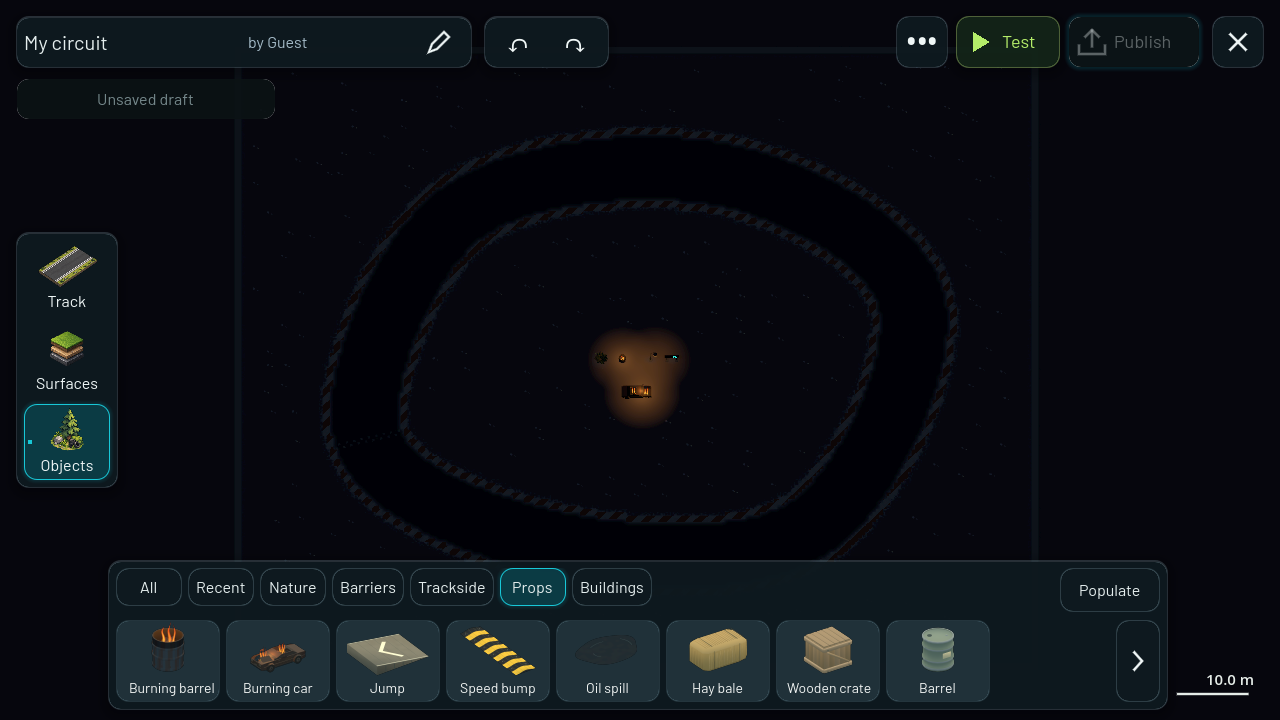 My circuit
by Guest
Test
Publish
Unsaved draft
Track
Surfaces
Objects
All
Recent
Nature
Barriers
Trackside
Props
Buildings
Populate
Burning barrel
Burning car
Jump
Speed bump
Oil spill
Hay bale
Wooden crate
Barrel
10.0 m